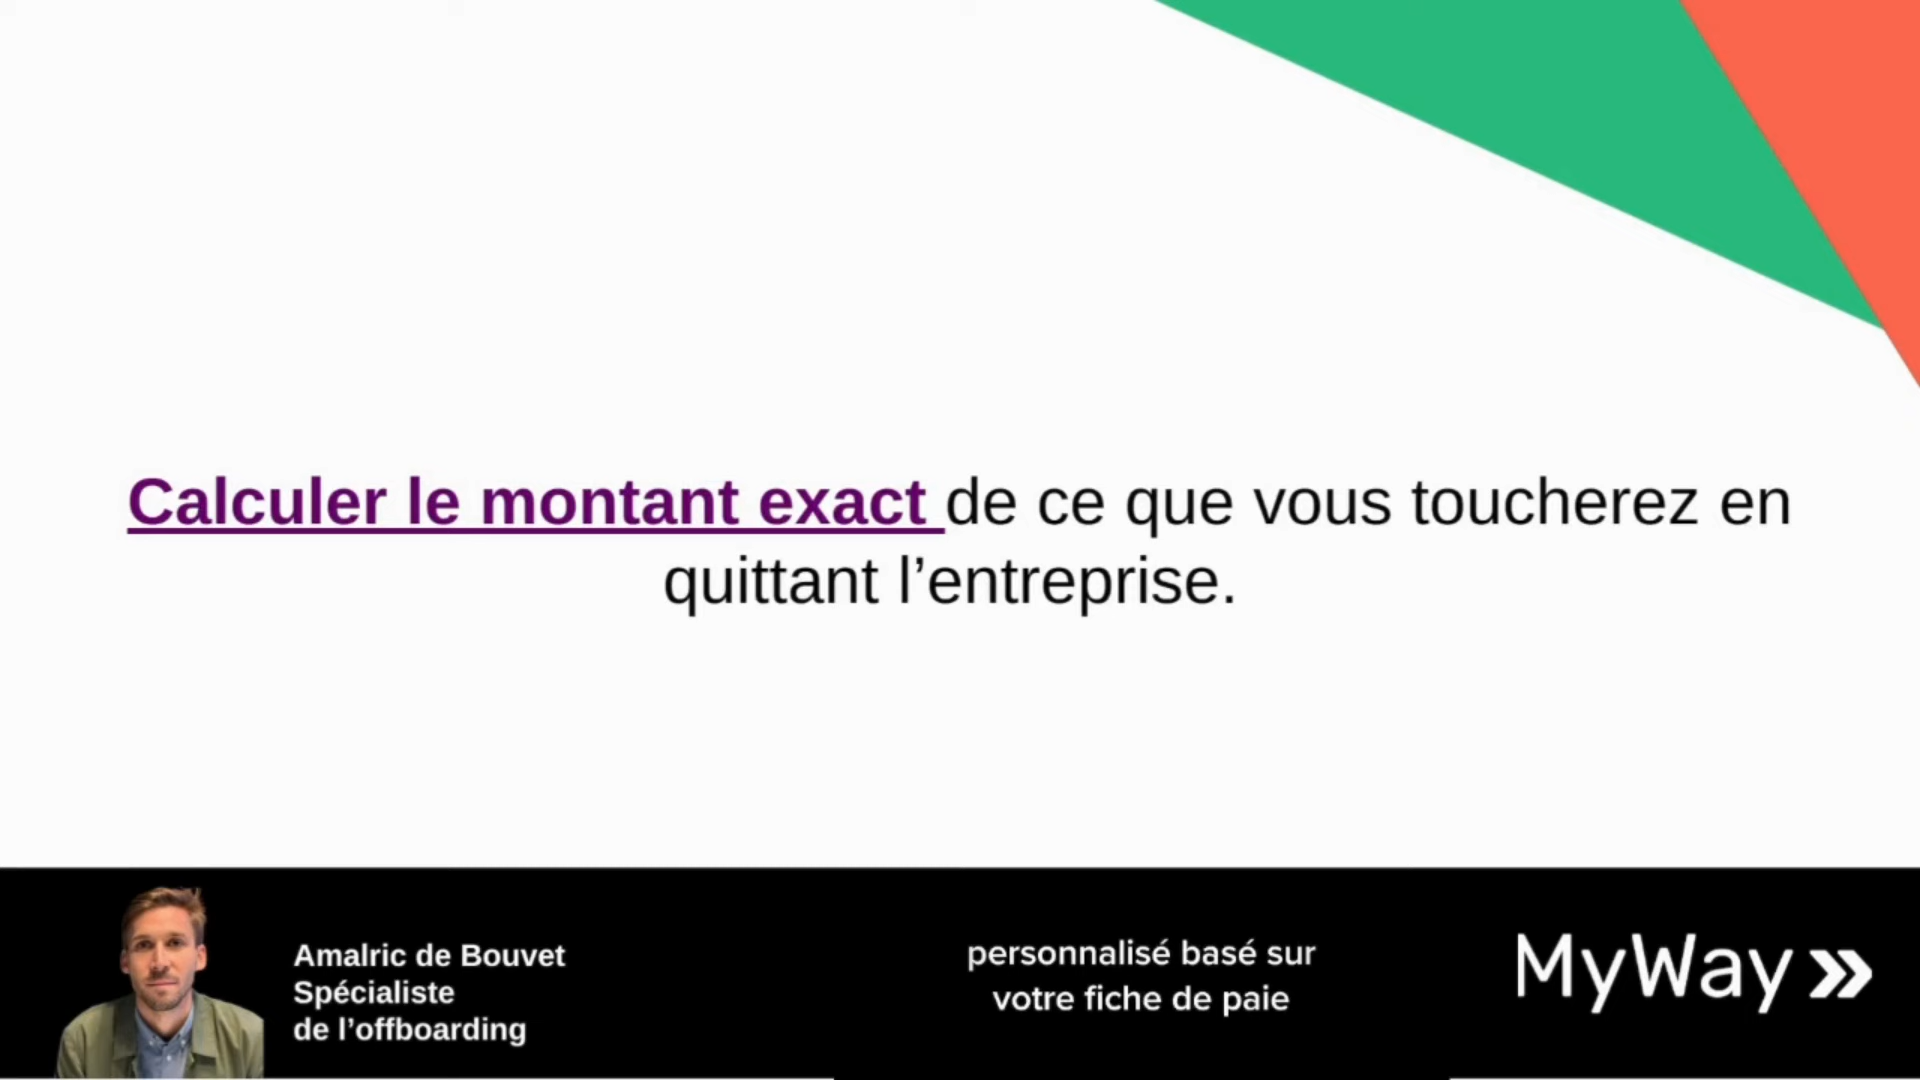 Calculer le montant exact de ce que vous toucherez en
quittant l’entreprise.
Amalric de Bouvet
Spécialiste
de l’offboarding
personnalisé basé sur
votre fiche de paie
MyWay